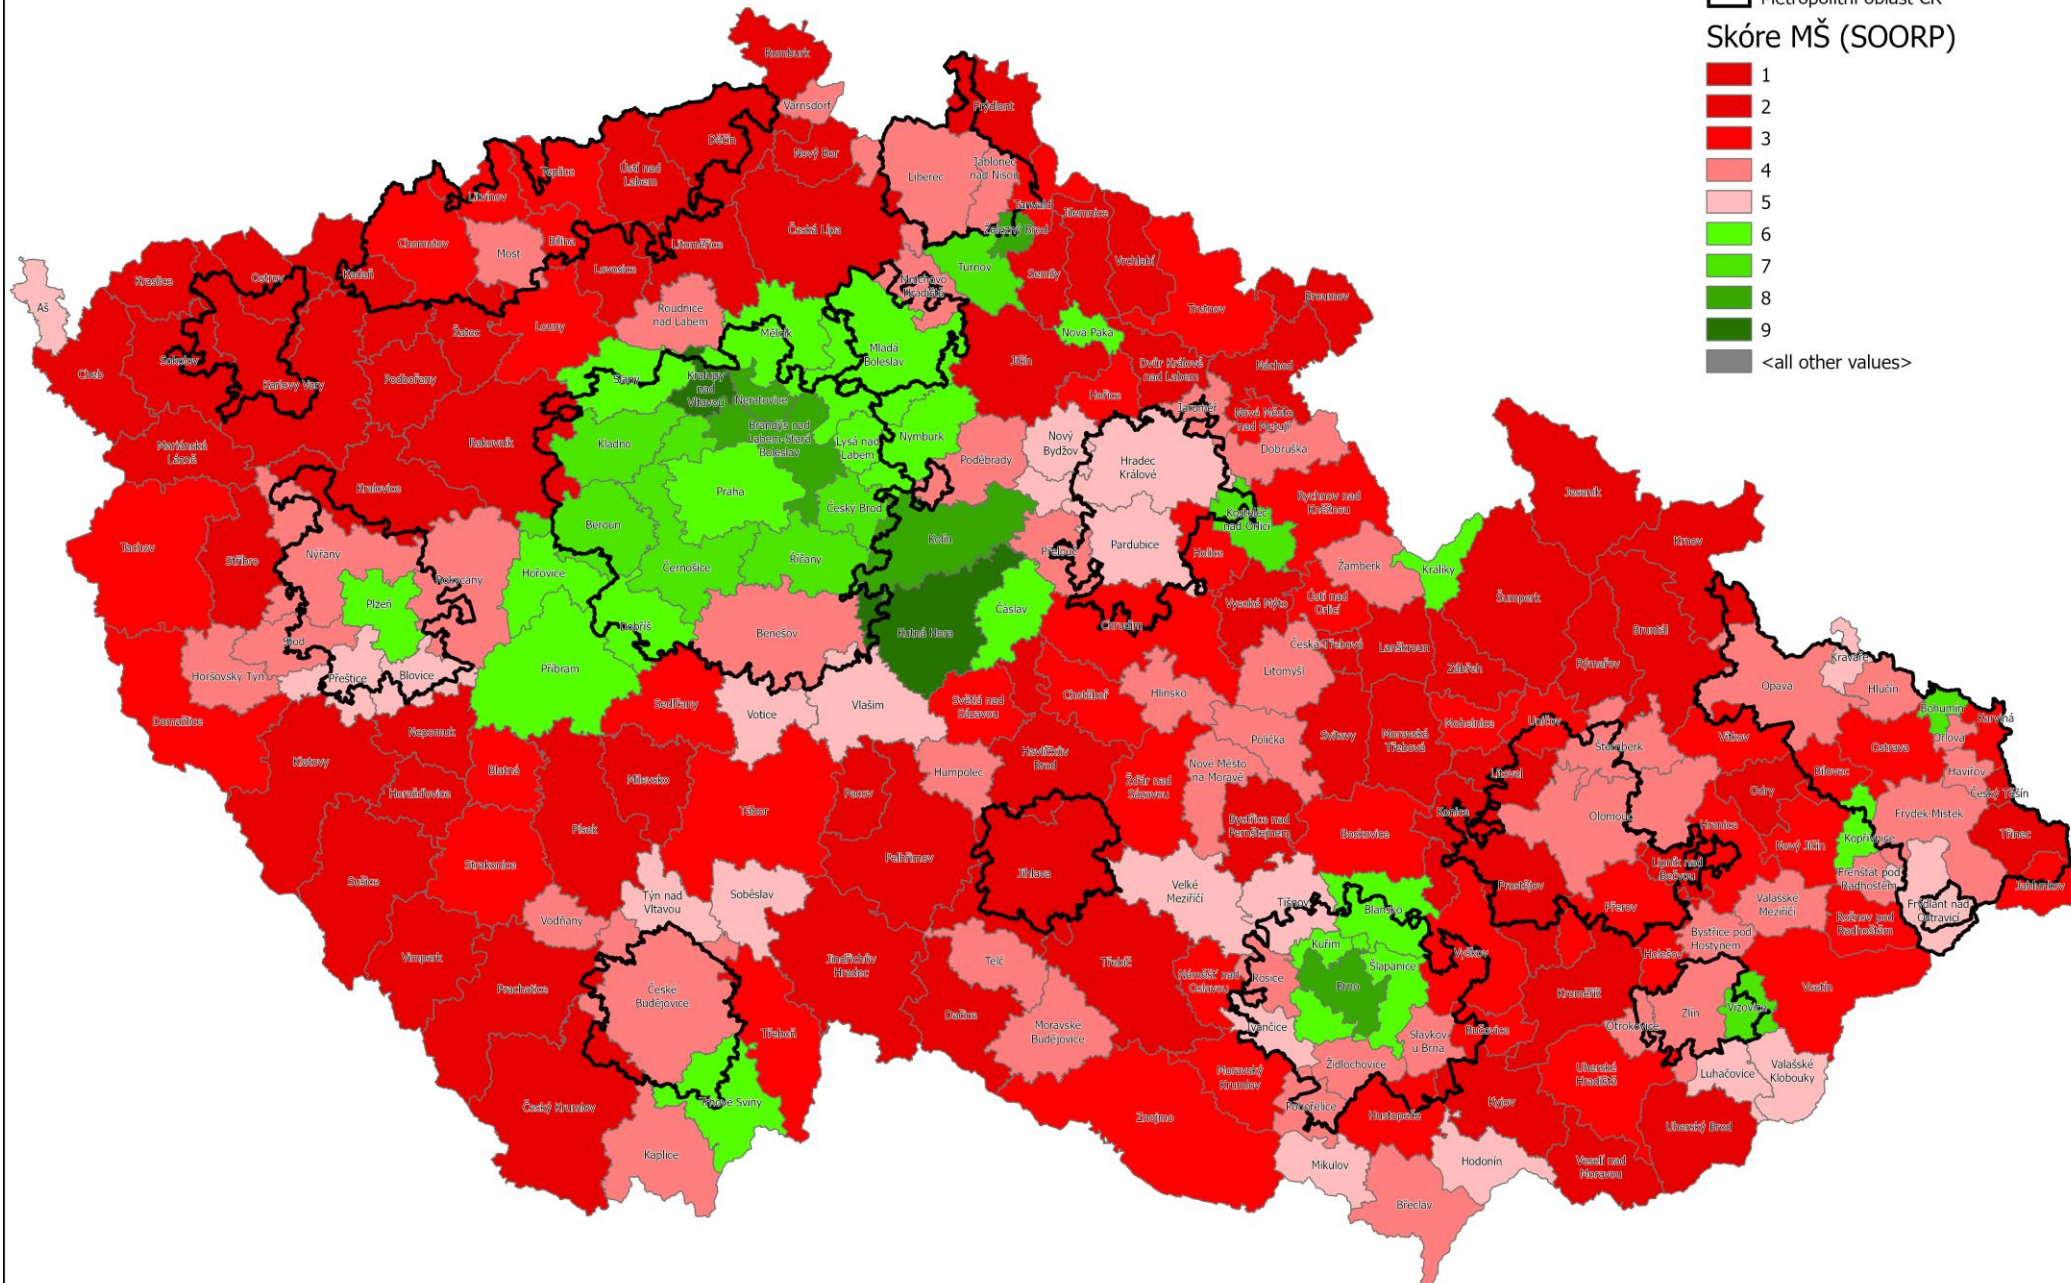 Metropolitní oblast ČR
Skóre MŠ (SOORP)
1
2
3
4
5
6
7
8
9
<all other values>
Rumburk
Varnsdorf
Frýdlant
Děčín
Nový Bor
Teplice
Ústí nad
Labem
Litvínov
Liberec
Jablonec
nad Nisou
Tanvald
Jilemnice
Železný Brod
Česká Lípa
Litoměřice
Chomutov
Most
Bílina
Lovosice
Kadaň
Ostrov
Kraslice
Turnov
Semily
Vrchlabí
Mnichovo
Hradiště
Aš
Roudnice
nad Labem
Trutnov
Broumov
Louny
Žatec
Mělník
Nová Paka
Mladá
Boleslav
Jičín
Sokolov
Cheb
Karlovy Vary
Podbořany
Slaný
Kralupy
nad
Vltavou
Neratovice
Dvůr Králové
nad Labem
Náchod
Hořice
Jaroměř
Nové Město
nad Metují
Brandýs nad
Labem-Stará
Boleslav
Lysá nad
Labem
Nymburk
Kladno
Rakovník
Mariánské
Lázně
Poděbrady
Nový
Bydžov
Hradec
Králové
Dobruška
Kralovice
Praha
Český Brod
Beroun
Rychnov nad
Kněžnou
Kostelec
nad Orlicí
Jeseník
Tachov
Stříbro
Nýřany
Rokycany
Hořovice
Černošice
Říčany
Kolín
Přelouč
Pardubice
Holice
Žamberk
Králíky
Krnov
Plzeň
Vysoké Mýto
Ústí nad
Orlicí
Šumperk
Čáslav
Dobříš
Benešov
Kutná Hora
Chrudim
Česká Třebová
Lanškroun
Bruntál
Stod
Horšovský Týn
Přeštice
Blovice
Příbram
Zábřeh
Rýmařov
Kravaře
Opava
Hlučín
Litomyšl
Hlinsko
Chotěboř
Světlá nad
Sázavou
Sedlčany
Votice
Vlašim
Bohumín
Karviná
Orlová
Domažlice
Nepomuk
Mohelnice
Uničov
Šternberk
Vítkov
Ostrava
Svitavy
Moravská
Třebová
Polička
Klatovy
Blatná
Milevsko
Humpolec
Havlíčkův
Brod
Žďár nad
Sázavou
Nové Město
na Moravě
Litovel
Bílovec
Havířov
Český Těšín
Horažďovice
Tábor
Pacov
Konice
Olomouc
Odry
Frýdek-Místek
Písek
Bystřice nad
Pernštejnem
Boskovice
Hranice
Kopřivnice
Třinec
Nový Jičín
Strakonice
Pelhřimov
Jihlava
Lipník nad
Bečvou
Frenštát pod
Radhoštěm
Sušice
Týn nad
Vltavou
Soběslav
Velké
Meziříčí
Tišnov
Prostějov
Jablunkov
Přerov
Valašské
Meziříčí
Rožnov pod
Radhoštěm
Frýdlant nad
Ostravicí
Vodňany
Blansko
Bystřice pod
Hostýnem
Kuřim
Vyškov
Holešov
Vimperk
Jindřichův
Hradec
Telč
Třebíč
Náměšť nad
Oslavou
Rosice
Šlapanice
Brno
Prachatice
České
Budějovice
Kroměříž
Vsetín
Vizovice
Zlín
Otrokovice
Dačice
Třeboň
Moravské
Budějovice
Ivančice
Slavkov
u Brna
Bučovice
Židlochovice
Moravský
Krumlov
Uherské
Hradiště
Luhačovice
Valašské
Klobouky
Trhové Sviny
Český Krumlov
Znojmo
Pohořelice
Hustopeče
Kyjov
Uherský Brod
Kaplice
Mikulov
Hodonín
Veselí nad
Moravou
Břeclav